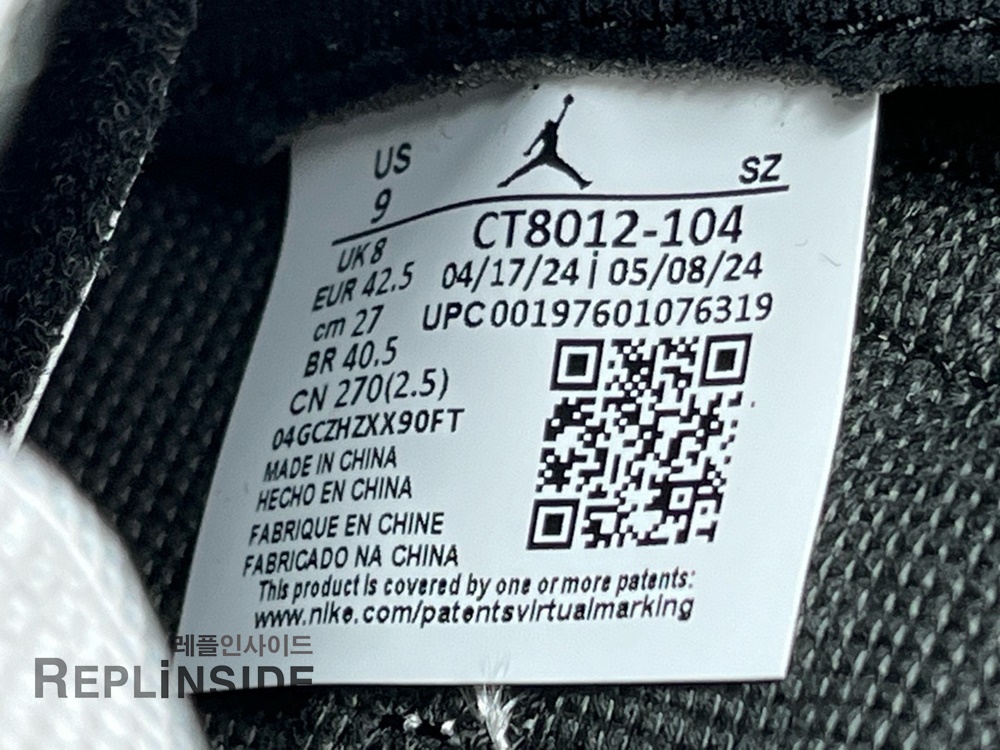 US
9
SZ
UK 8
EUR 42.5
cm 27
BR 40.5
CN 270(2.5)
04GCZHZXX90FT
MADE IN CHINA
HECHO EN CHINA
FABRIQUE EN CHINE
FABRICADO NA CHINA
CT8012-104
04/17/24 | 05/08/24
UPC00197601076319
This product is covered by one or more patents:
www.nike.com/patentsvirtualmarking
레플인사이드
REPLiNSIDE